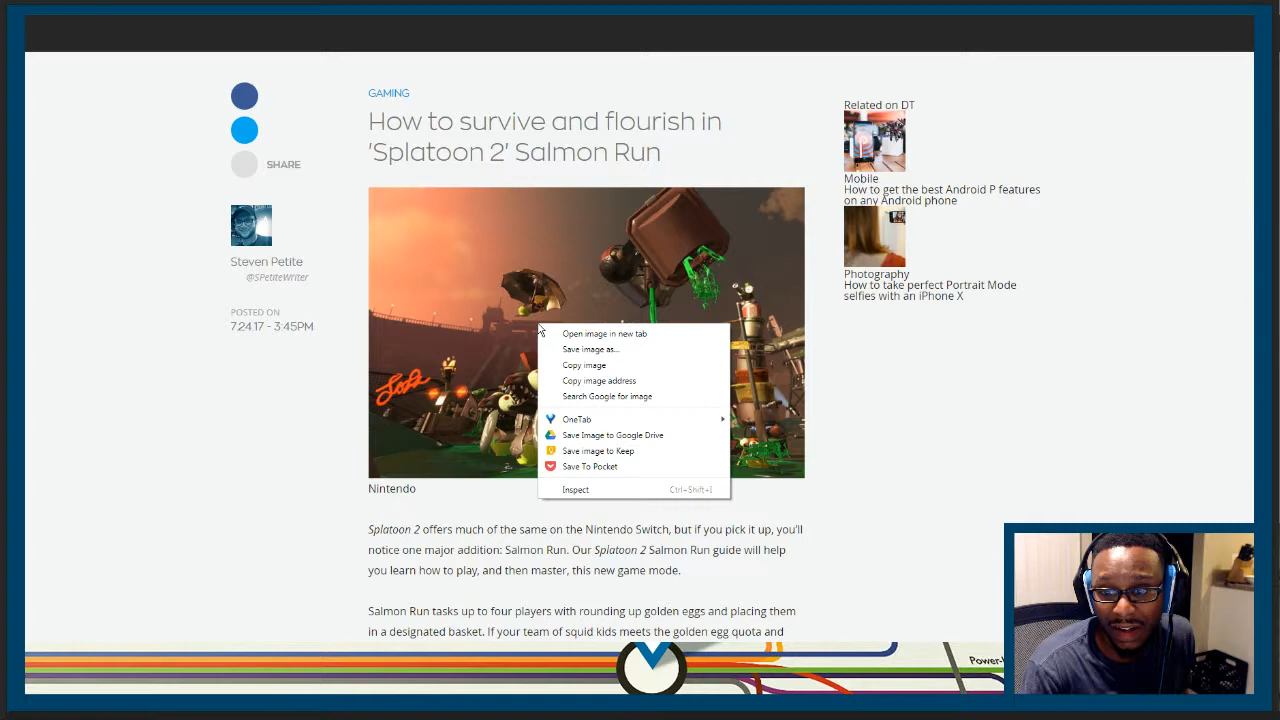 GAMING
How to survive and flourish in
'Splatoon 2' Salmon Run
SHARE
Steven Petite
@SPetiteWriter
POSTED ON
7.24.17 - 3:45PM
Open image in new tab
Save image as...
Copy image
Copy image address
Search Google for image
OneTab
Save Image to Google Drive
Save image to Keep
Save To Pocket
Inspect Ctrl+Shift+I
Nintendo
Splatoon 2 offers much of the same on the Nintendo Switch, but if you pick it up, you'll
notice one major addition: Salmon Run. Our Splatoon 2 Salmon Run guide will help
you learn how to play, and then master, this new game mode.
Salmon Run tasks up to four players with rounding up golden eggs and placing them
in a designated basket. If your team of squid kids meets the golden egg quota and
Related on DT
Mobile
How to get the best Android P features
on any Android phone
Photography
How to take perfect Portrait Mode
selfies with an iPhone X